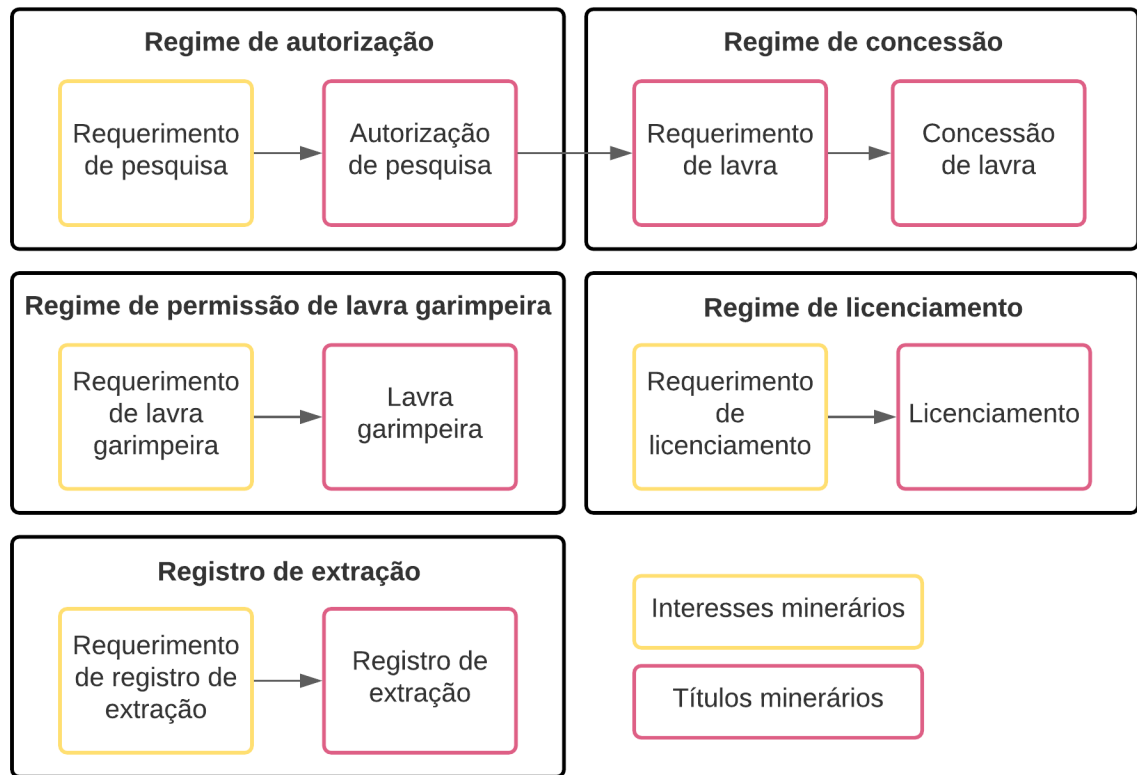 Regime de autorização
Requerimento
de pesquisa
Autorização
de pesquisa
Regime de concessão
Requerimento
de lavra
Concessão
de lavra
Regime de permissão de lavra garimpeira
Requerimento
de lavra
garimpeira
Lavra
garimpeira
Regime de licenciamento
Requerimento
de
licenciamento
Licenciamento
Registro de extração
Requerimento
de registro de
extração
Registro de
extração
Interesses minerários
Títulos minerários